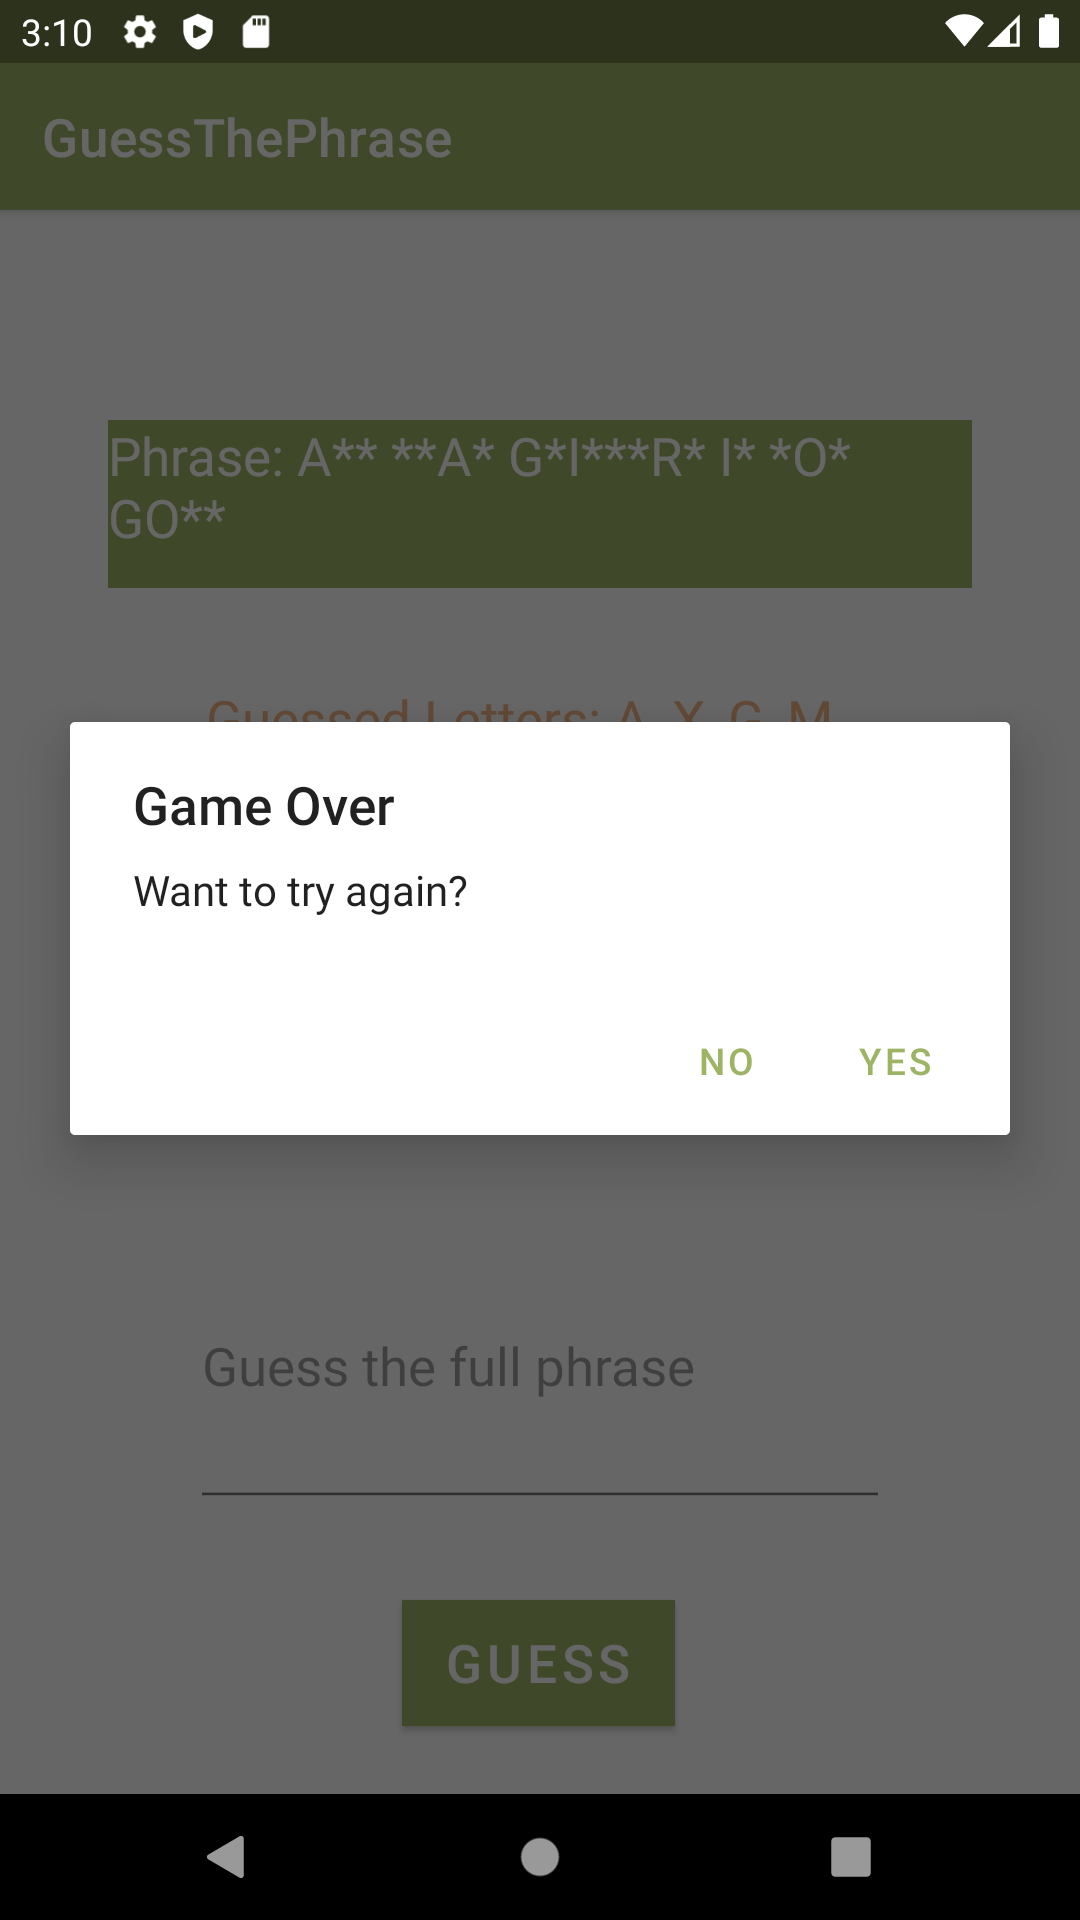 3:10
GuessThePhrase
Phrase: A** **A* G*I***R* I* *O*
GO**
Guessed Letters: A, X, G, M,
Game Over
Want to try again?
NO YES
Guess the full phrase
GUESS